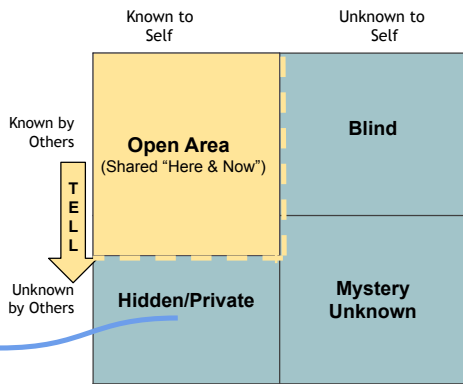 Known to
Self
Unknown to
Self
Known by
Others
Open Area
(Shared “Here & Now”)
Blind
TELL
Unknown
by Others
Hidden/Private
Mystery
Unknown